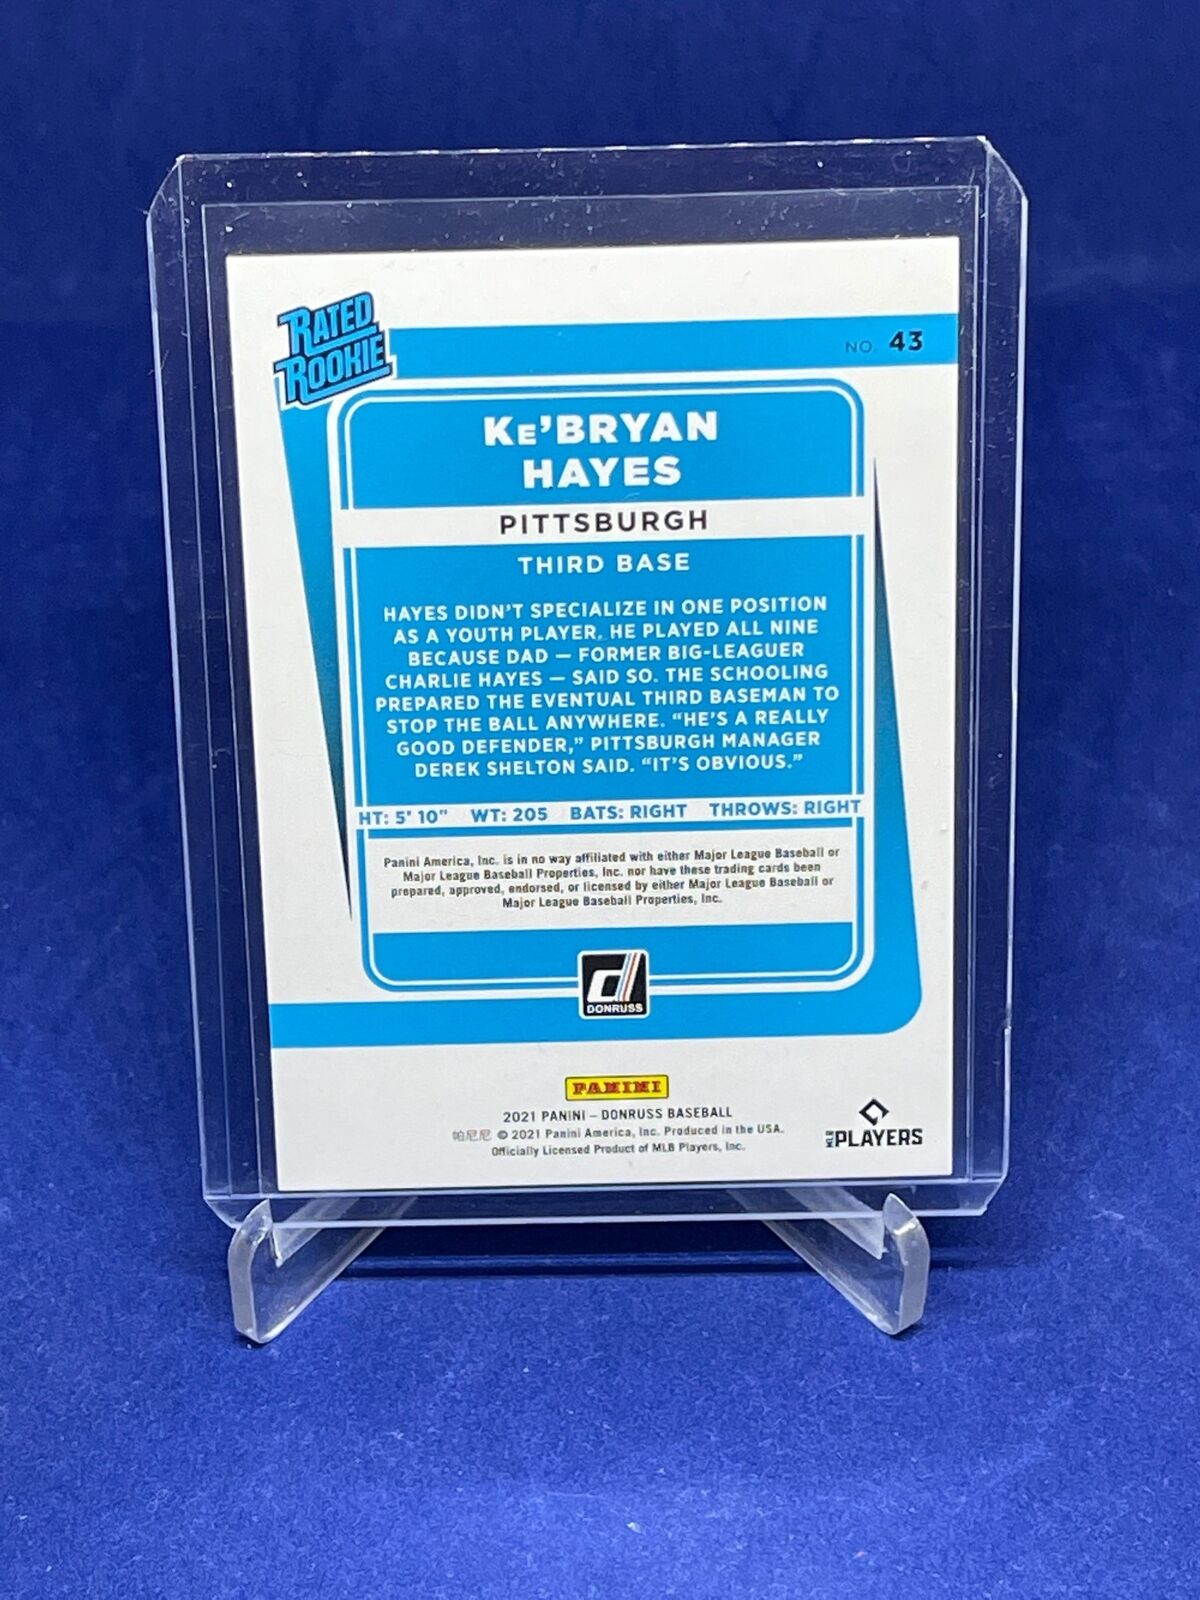 RATED
ROOKIE
NO. 43
KE'BRYAN
HAYES
PITTSBURGH
THIRD BASE
HAYES DIDN'T SPECIALIZE IN ONE POSITION
AS A YOUTH PLAYER. HE PLAYED ALL NINE
BECAUSE DAD — FORMER BIG-LEAGUER
CHARLIE HAYES — SAID SO. THE SCHOOLING
PREPARED THE EVENTUAL THIRD BASEMAN TO
STOP THE BALL ANYWHERE. "HE'S A REALLY
GOOD DEFENDER," PITTSBURGH MANAGER
DEREK SHELTON SAID. "IT'S OBVIOUS."
HT: 5' 10" WT: 205 BATS: RIGHT THROWS: RIGHT
Panini America, Inc. is in no way affiliated with either Major League Baseball or
Major League Baseball Properties, Inc. nor have these trading cards been
prepared, approved, endorsed, or licensed by either Major League Baseball or
Major League Baseball Properties, Inc.
d
DONRUSS
PANINI
2021 PANINI – DONRUSS BASEBALL
帕尼尼 © 2021 Panini America, Inc. Produced in the USA.
Officially Licensed Product of MLB Players, Inc.
MLB PLAYERS